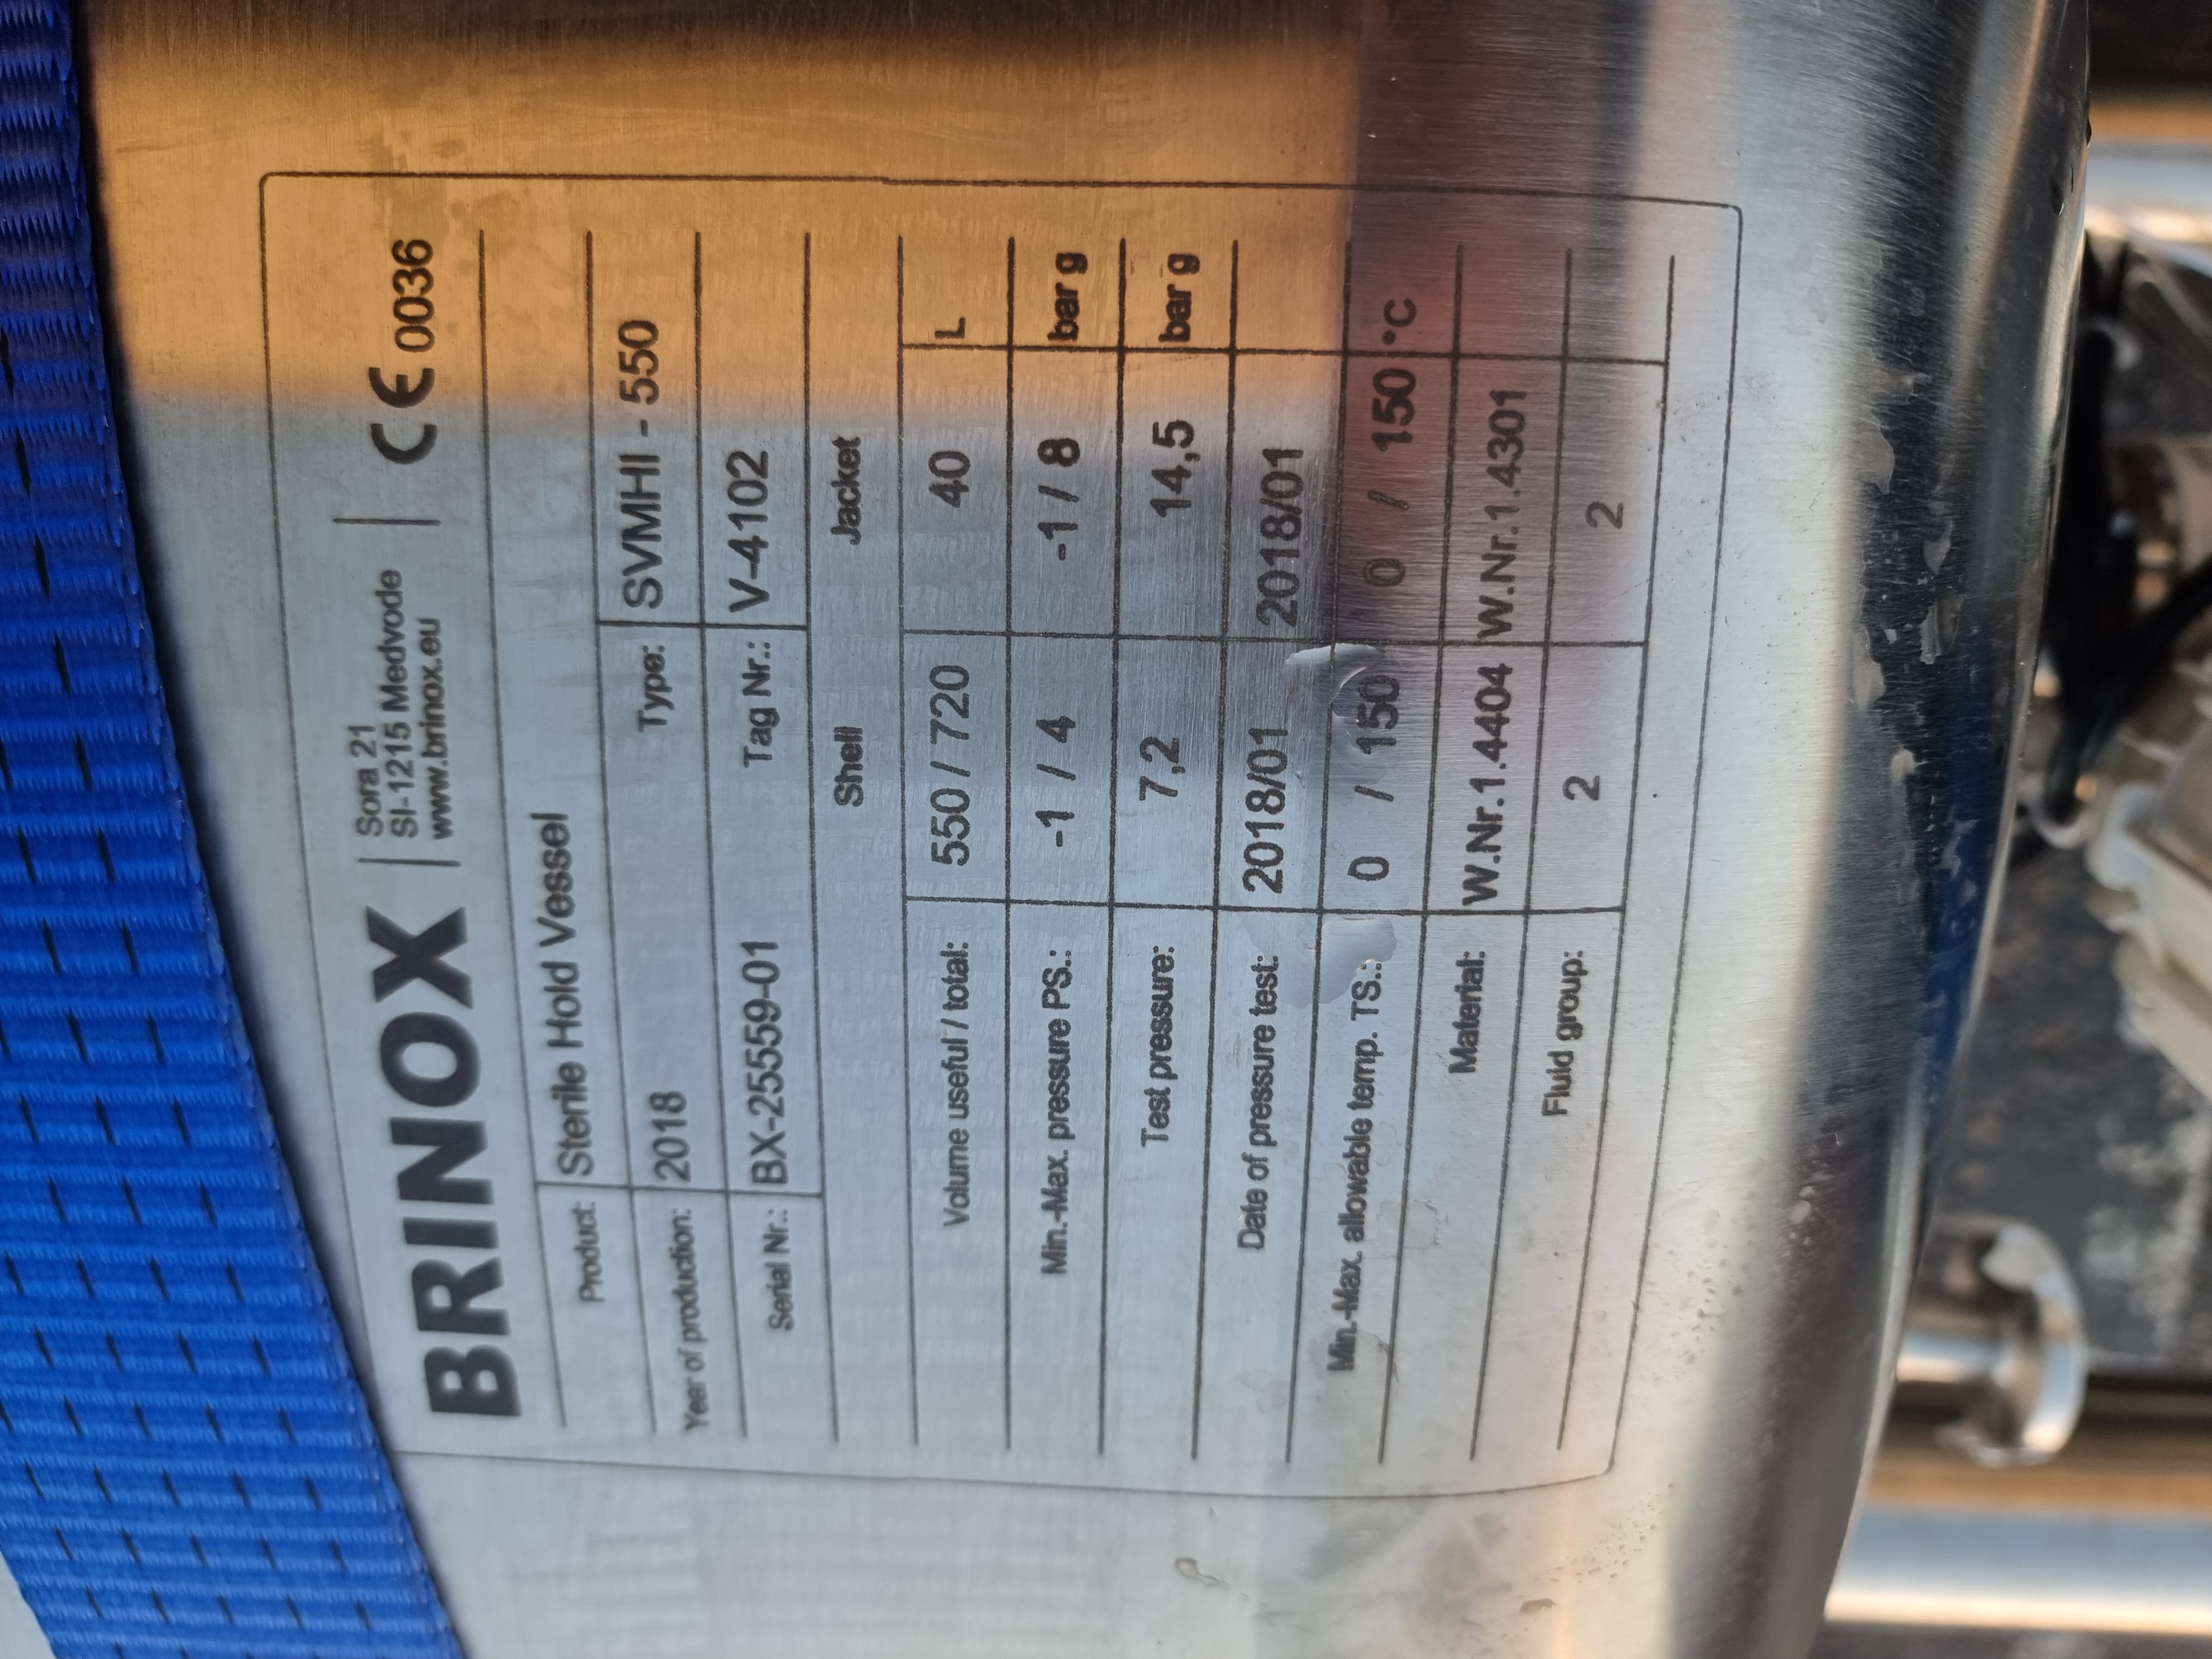 BRINOX
Sora 21
SI-1215 Medvode
www.brinox.eu
CE 0036
Product: Sterile Hold Vessel
Year of production: 2018 Type: SVMHI - 550
Serial Nr.: BX-25559-01 Tag Nr.: V-4102
Shell Jacket
Volume useful / total: 550 / 720 40 L
Min.-Max. pressure PS.: -1 / 4 -1 / 8 bar g
Test pressure: 7,2 14,5 bar g
Date of pressure test: 2018/01 2018/01
Min.-Max. allowable temp. TS.: 0 / 150 0 / 150 °C
Material: W.Nr.1.4404 W.Nr.1.4301
Fluid group: 2 2